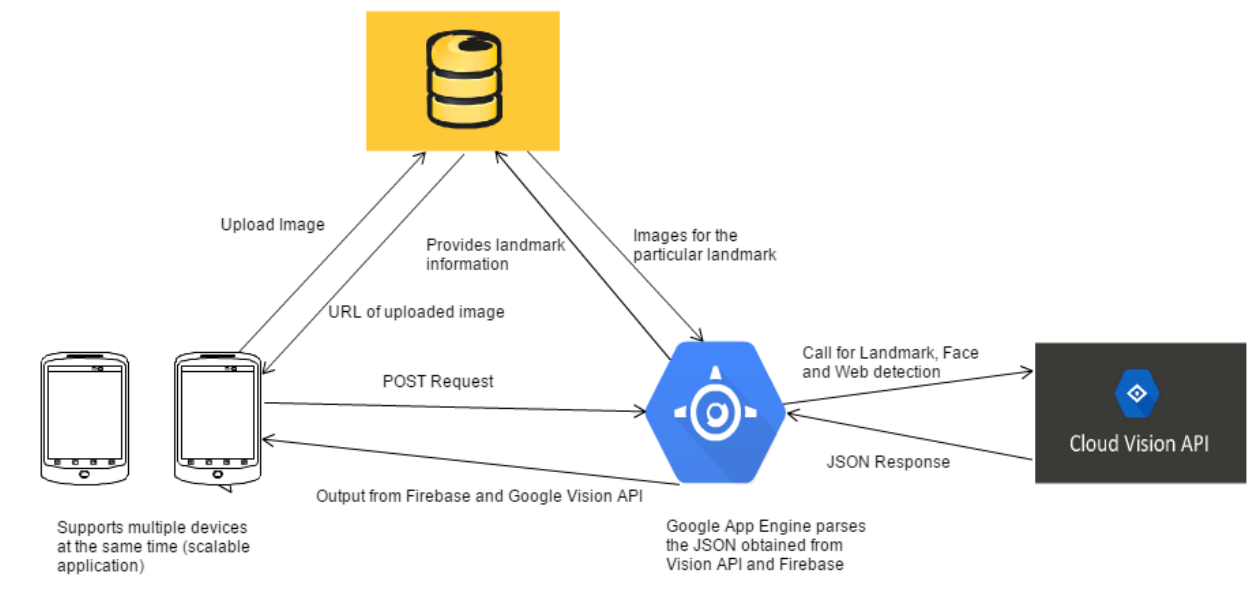 Upload Image
Provides landmark
information
Images for the
particular landmark
URL of uploaded image
POST Request
Call for Landmark, Face
and Web detection
Cloud Vision API
JSON Response
Output from Firebase and Google Vision API
Supports multiple devices
at the same time (scalable
application)
Google App Engine parses
the JSON obtained from
Vision API and Firebase